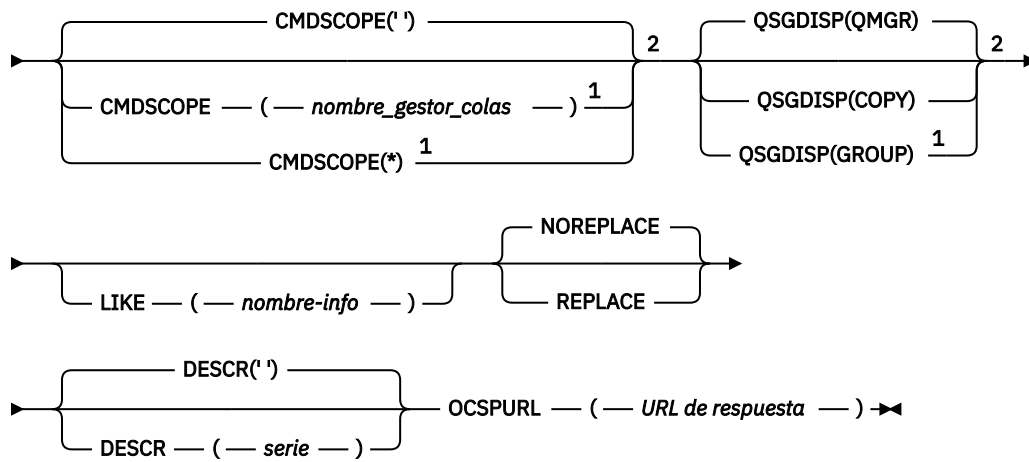 CMDSCOPE(' ')
2
CMDSCOPE ( nombre_gestor_colas ) 1
CMDSCOPE(*) 1
QSGDISP(QMGR)
2
QSGDISP(COPY)
QSGDISP(GROUP) 1
LIKE ( nombre-info )
NOREPLACE
REPLACE
DESCR(' ')
DESCR ( serie )
OCSPURL ( URL de respuesta )